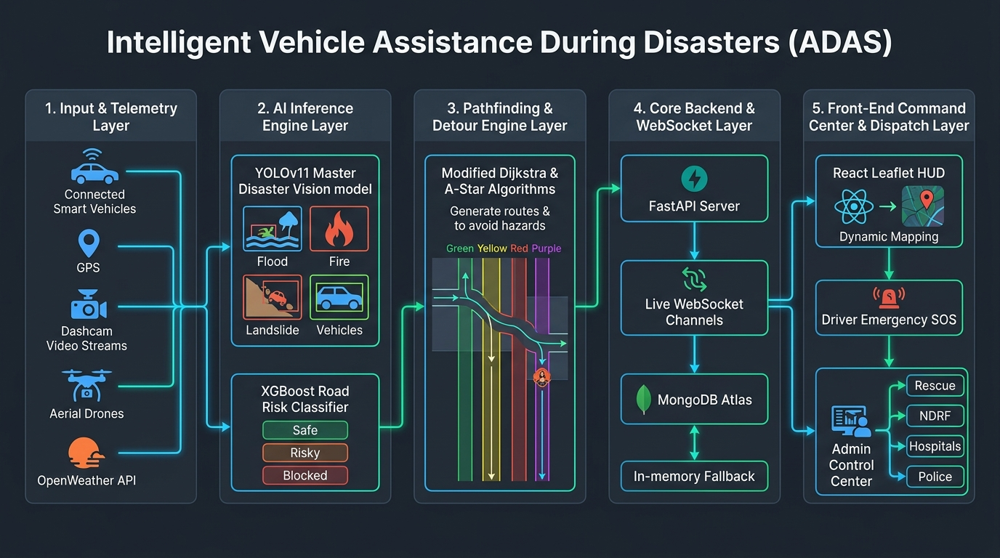 Intelligent Vehicle Assistance During Disasters (ADAS)
1. Input & Telemetry
Layer
Connected
Smart Vehicles
GPS
Dashcam
Video Streams
Aerial Drones
OpenWeather API
2. AI Inference
Engine Layer
YOLOv11 Master
Disaster Vision model
Flood
Fire
Landslide
Vehicles
XGBoost Road
Risk Classifier
Safe
Risky
Blocked
3. Pathfinding &
Detour Engine Layer
Modified Dijkstra &
A-Star Algorithms
Generate routes &
to avoid hazards
Green Yellow Red Purple
4. Core Backend &
WebSocket Layer
FastAPI Server
Live WebSocket
Channels
MongoDB Atlas
In-memory Fallback
5. Front-End Command
Center & Dispatch Layer
React Leaflet HUD
Dynamic Mapping
S
Driver Emergency SOS
Admin
Control
Center
Rescue
NDRF
Hospitals
Police